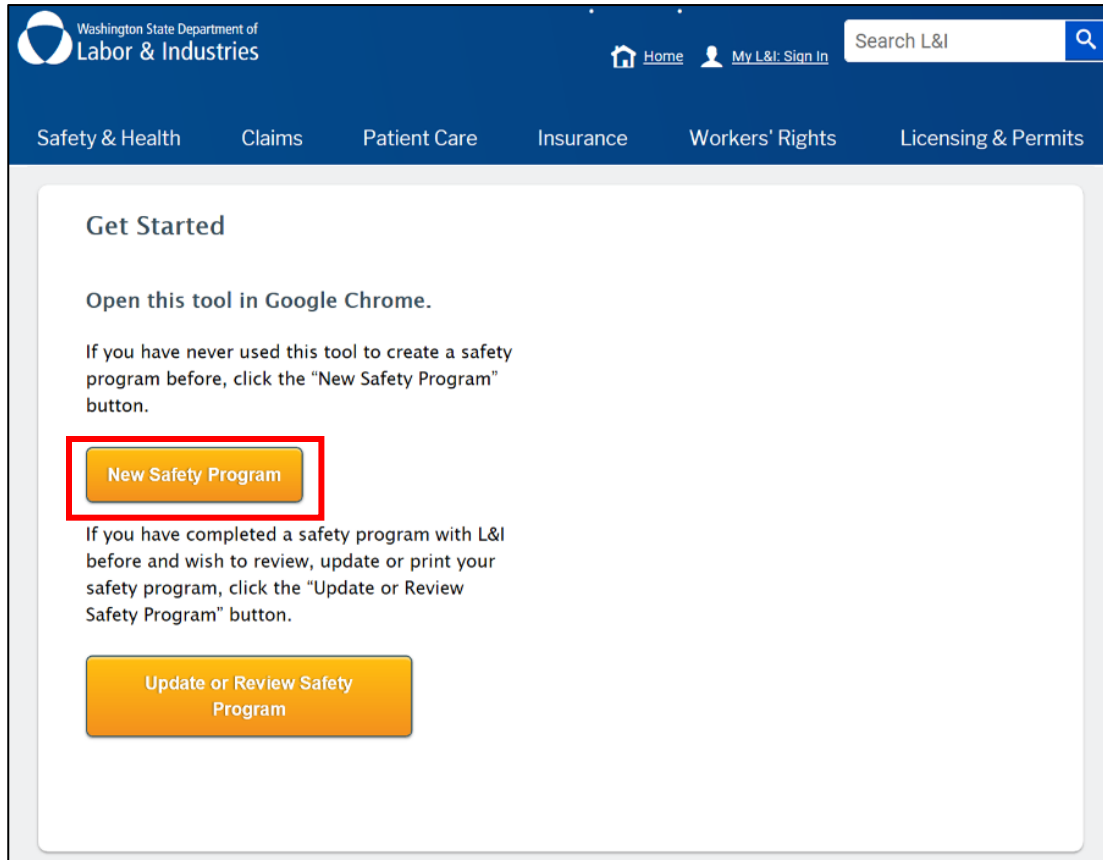 Washington State Department of
Labor & Industries
Home
My L&I: Sign In
Search L&I
Safety & Health
Claims
Patient Care
Insurance
Workers' Rights
Licensing & Permits
Get Started
Open this tool in Google Chrome.
If you have never used this tool to create a safety
program before, click the “New Safety Program”
button.
New Safety Program
If you have completed a safety program with L&I
before and wish to review, update or print your
safety program, click the “Update or Review
Safety Program” button.
Update or Review Safety
Program